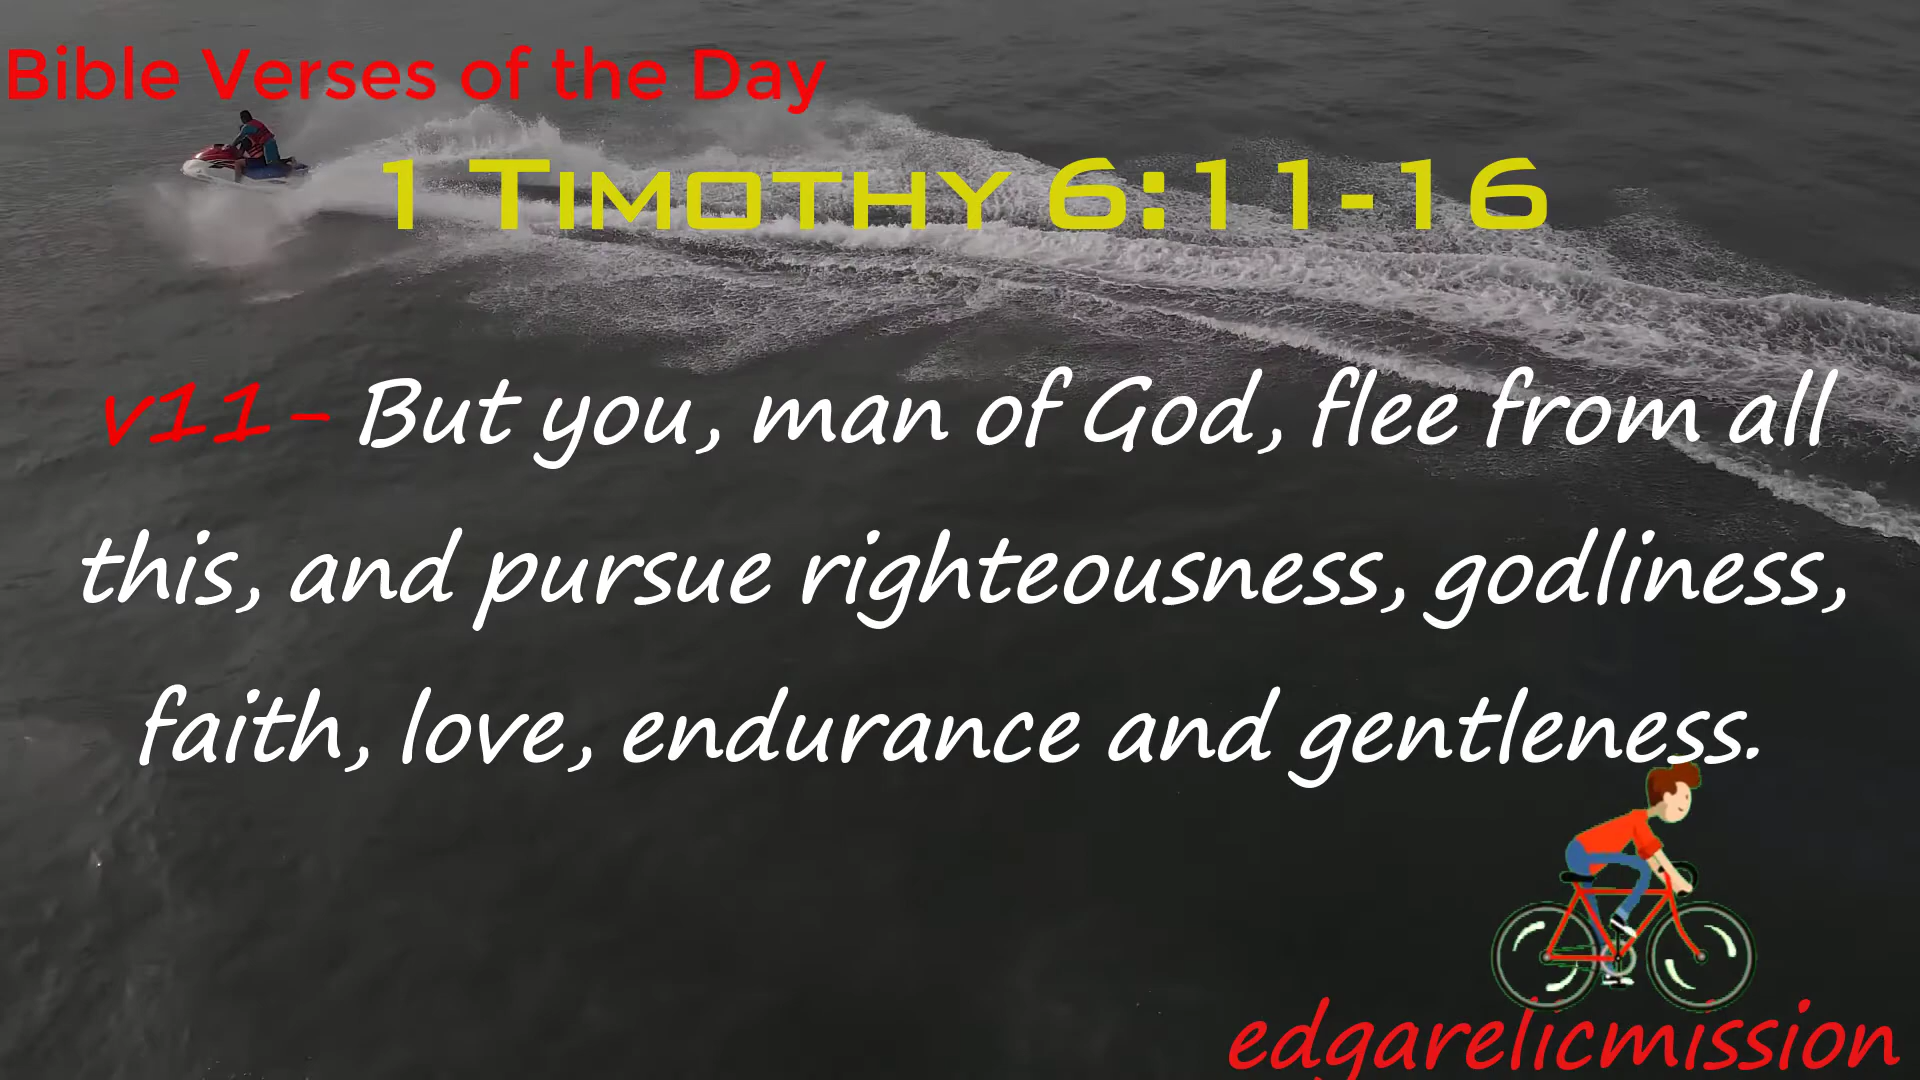 Bible Verses of the Day
1 Timothy 6:11-16
v11- But you, man of God, flee from all
this, and pursue righteousness, godliness,
faith, love, endurance and gentleness.
edgarelicmission